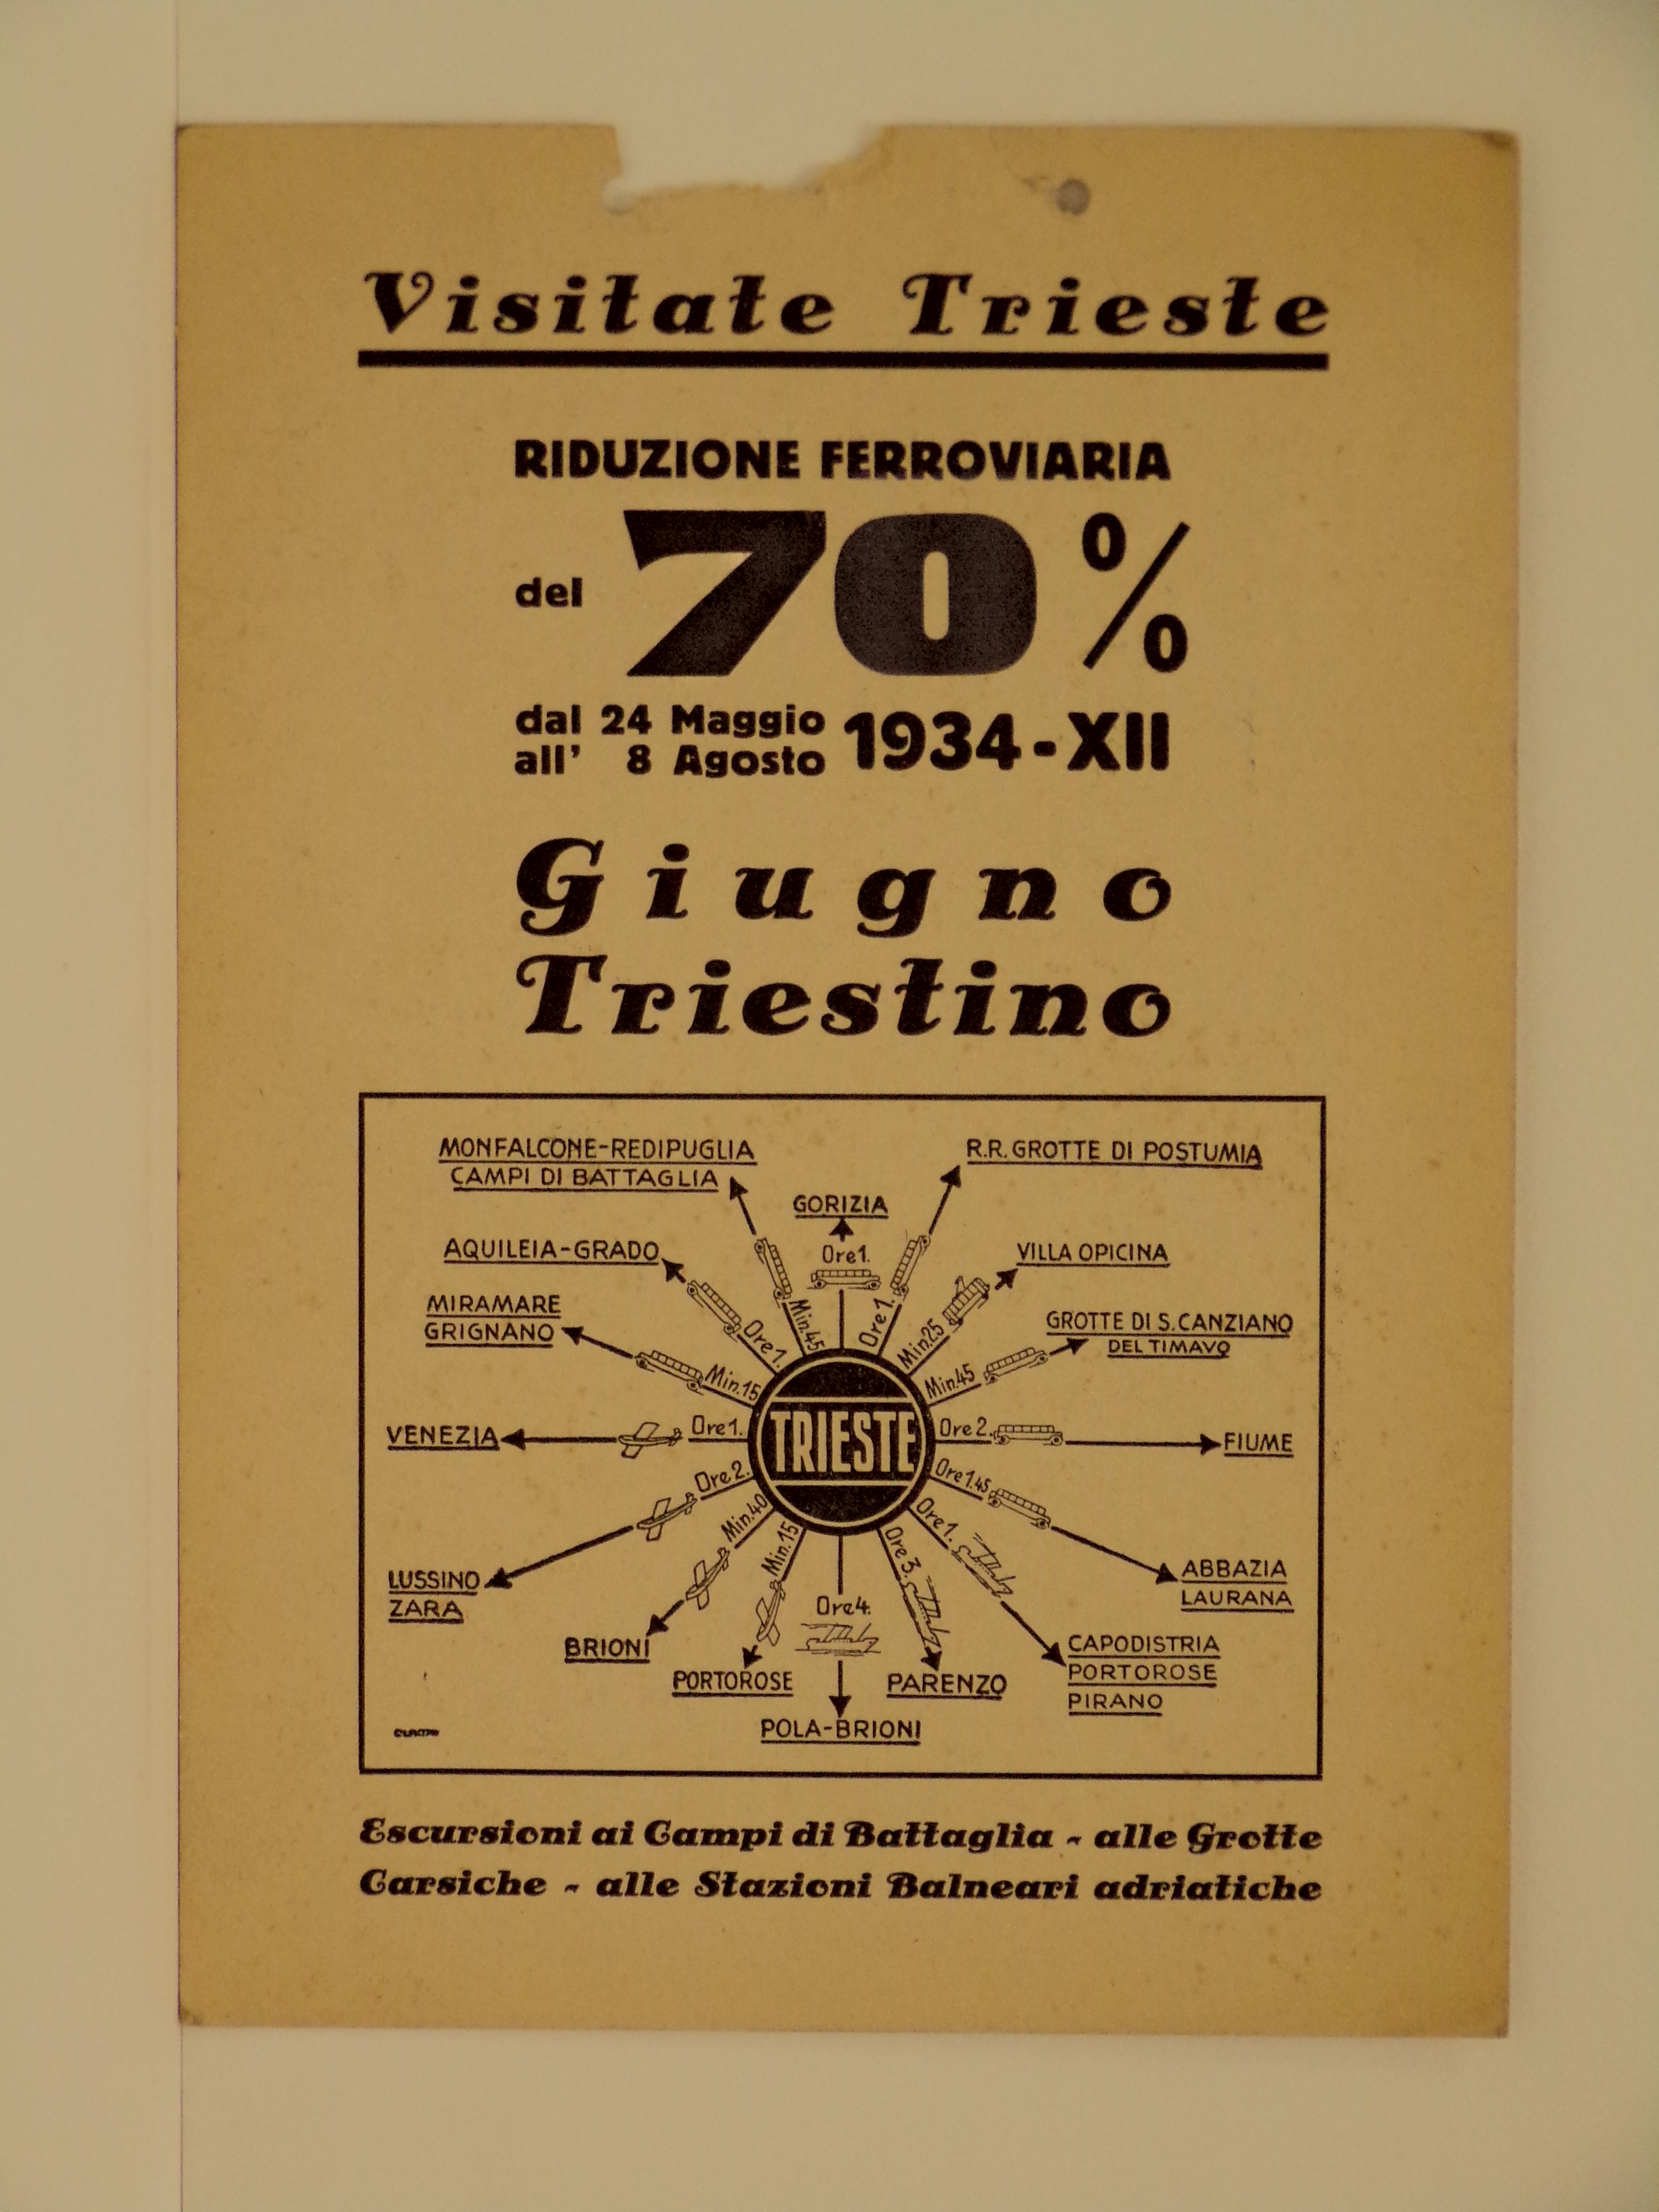 Visitate Trieste
RIDUZIONE FERROVIARIA
del 70%
dal 24 Maggio
all' 8 Agosto
1934-XII
Giugno
Triestino
MONFALCONE-REDIPUGLIA
CAMPI DI BATTAGLIA
R.R. GROTTE DI POSTUMIA
GORIZIA
AQUILEIA-GRADO
Ore 1.
VILLA OPICINA
MIRAMARE
GRIGNANO
GROTTE DI S. CANZIANO
DEL TIMAVO
Min. 15
Ore 1.
Min. 45
Ore 1.
Min. 25
Min. 45
VENEZIA
Ore 1.
TRIESTE
Ore 2.
FIUME
Ore 2.
Min. 40
Min. 15
Ore 4.
Ore 3.
Ore 1.
Ore 1.45
LUSSINO
ZARA
ABBAZIA
LAURANA
BRIONI
PORTOROSE
PARENZO
CAPODISTRIA
PORTOROSE
PIRANO
POLA-BRIONI
Escursioni ai Campi di Battaglia - alle Grotte
Carsiche - alle Stazioni Balneari adriatiche